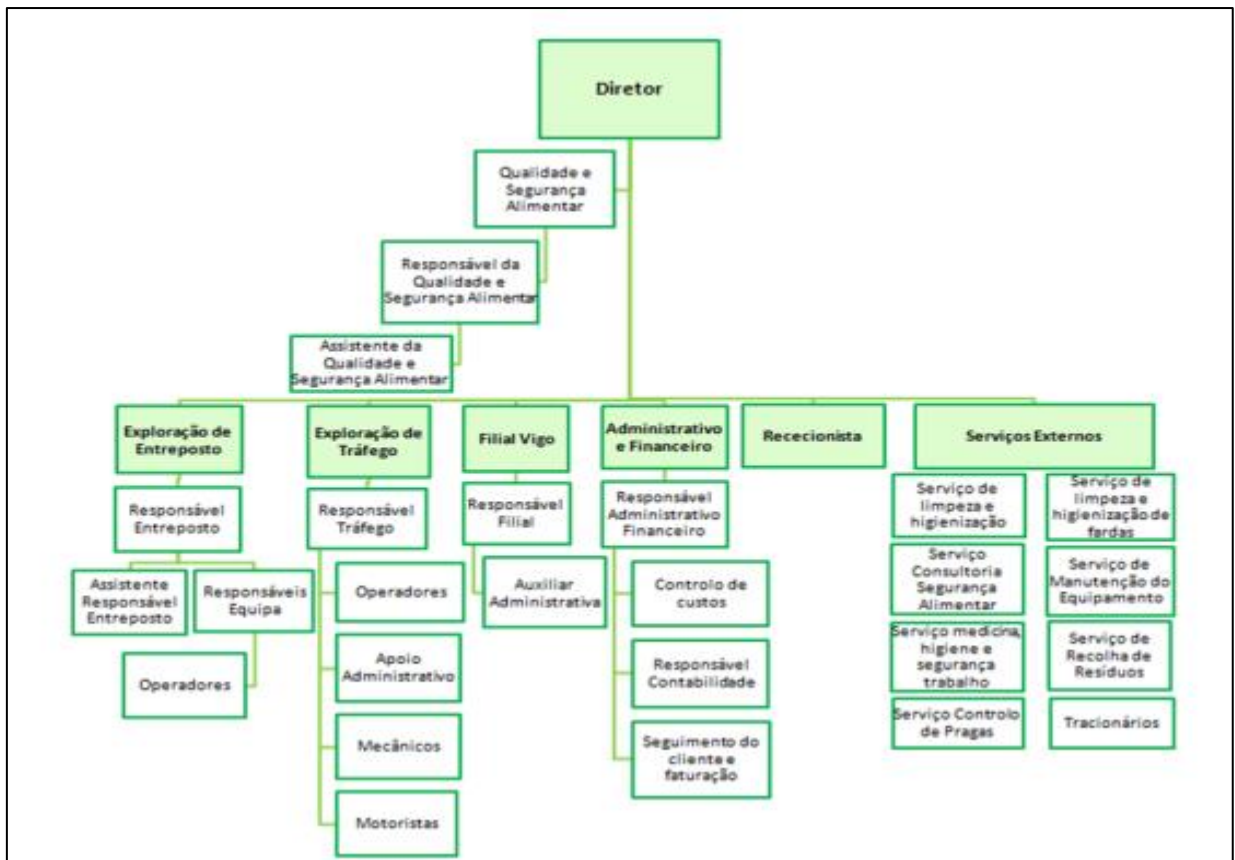 Diretor
Qualidade e
Segurança
Alimentar
Responsável da
Qualidade e
Segurança Alimentar
Assistente da
Qualidade e
Segurança Alimentar
Exploração de
Entreposto
Exploração de
Tráfego
Filial Vigo
Administrativo
e Financeiro
Rececionista
Serviços Externos
Responsável
Entreposto
Assistente
Responsável
Entreposto
Responsáveis
Equipa
Operadores
Responsável
Tráfego
Operadores
Apoio
Administrativo
Mecânicos
Motoristas
Responsável
Filial
Auxiliar
Administrativa
Responsável
Administrativo
Financeiro
Controlo de
custos
Responsável
Contabilidade
Seguimento do
cliente e
faturação
Serviço de
limpeza e
higienização
Serviço de
limpeza e
higienização de
fardas
Serviço
Consultoria
Segurança
Alimentar
Serviço de
Manutenção do
Equipamento
Serviço medicina,
higiene e
segurança
trabalho
Serviço de
Recolha de
Resíduos
Serviço Controlo
de Pragas
Tracionários